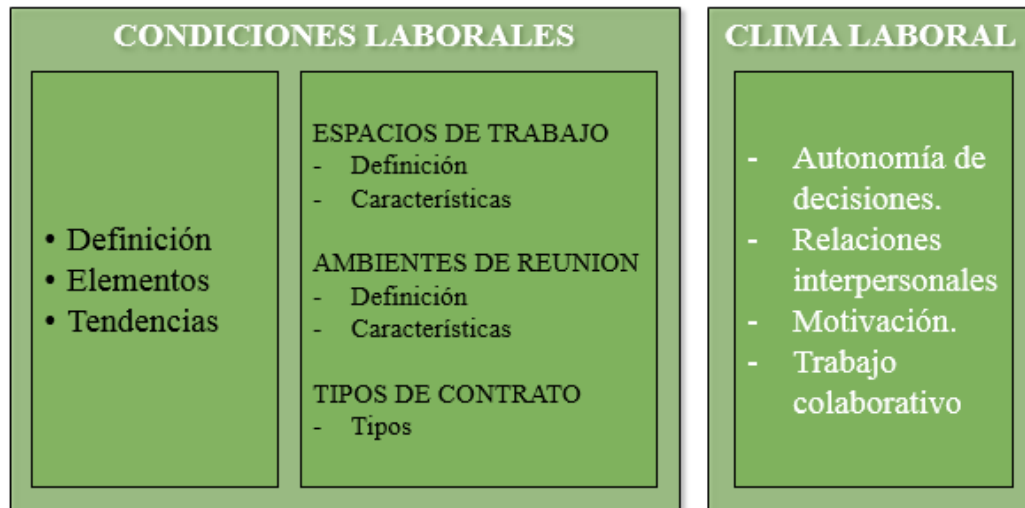 CONDICIONES LABORALES
• Definición
• Elementos
• Tendencias
ESPACIOS DE TRABAJO
- Definición
- Características
AMBIENTES DE REUNION
- Definición
- Características
TIPOS DE CONTRATO
- Tipos
CLIMA LABORAL
- Autonomía de
decisiones.
- Relaciones
interpersonales
- Motivación.
- Trabajo
colaborativo